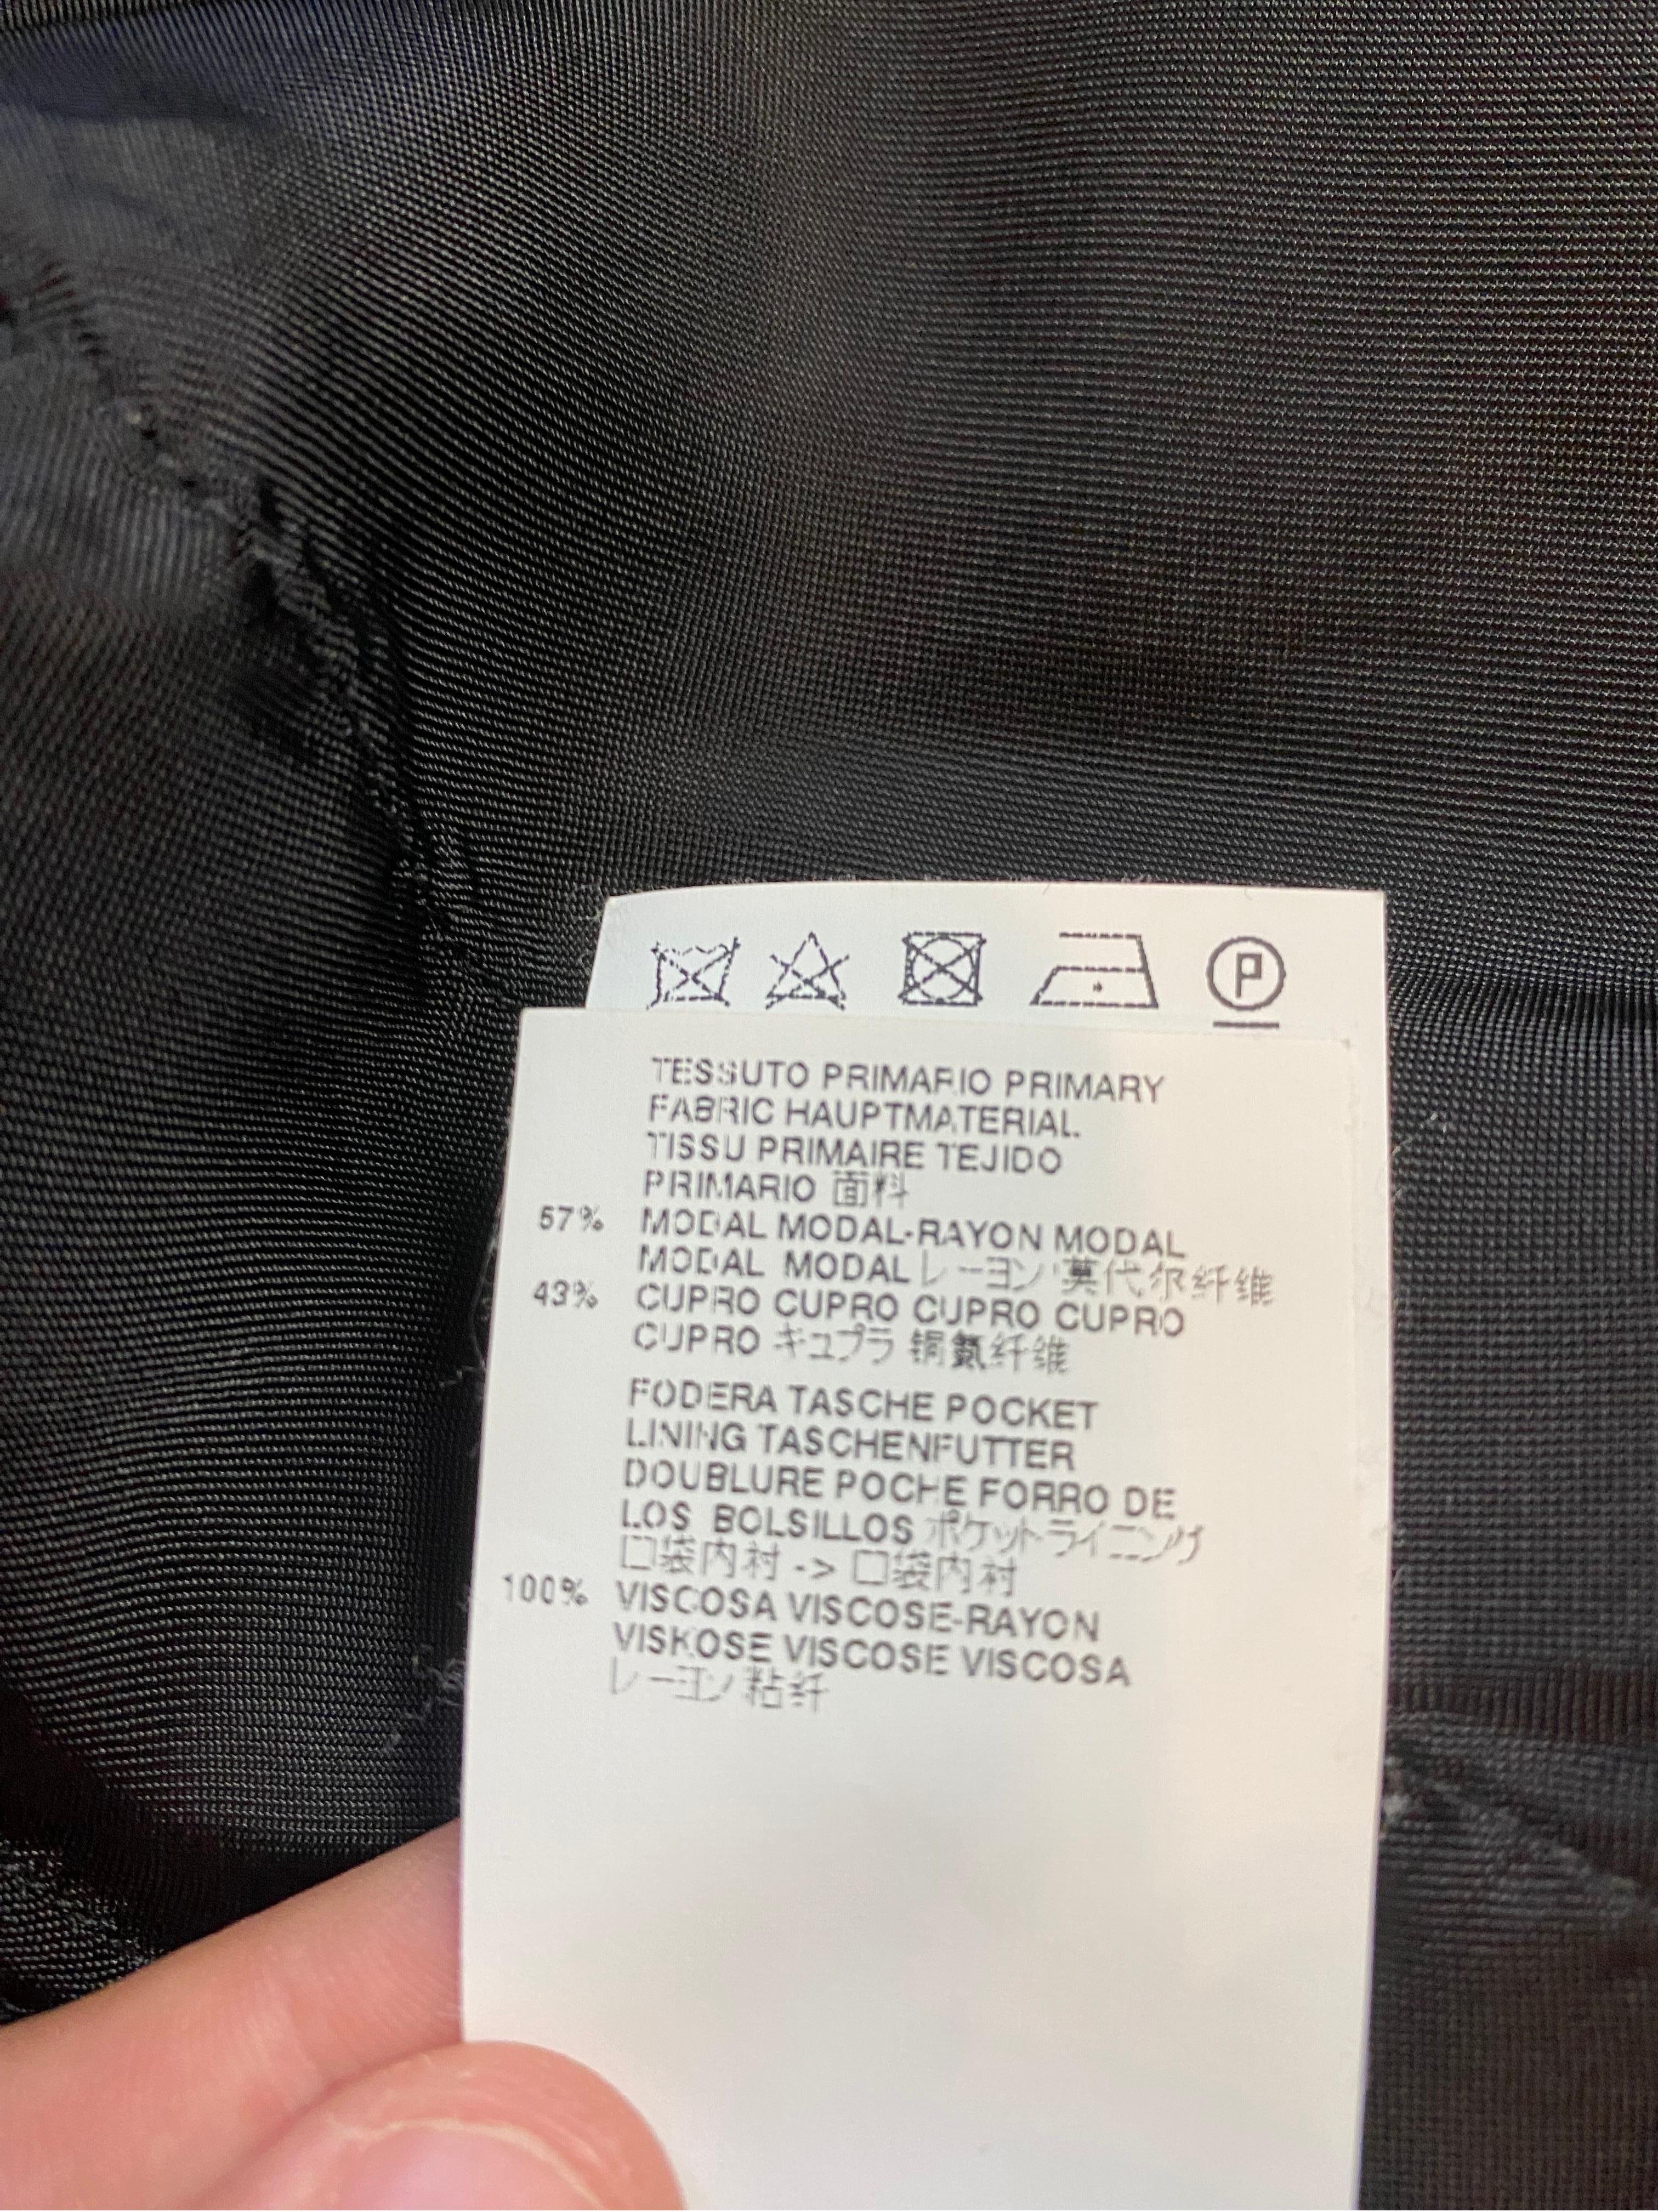 P
TESSUTO PRIMARIO PRIMARY
FABRIC HAUPTMATERIAL
TISSU PRIMAIRE TEJIDO
PRIMARIO 面料
57% MODAL MODAL-RAYON MODAL
MODAL MODAL レーヨン 莫代尔纤维
43% CUPRO CUPRO CUPRO CUPRO
CUPRO キュプラ 铜氨纤维
FODERA TASCHE POCKET
LINING TASCHENFUTTER
DOUBLURE POCHE FORRO DE
LOS BOLSILLOS ポケットライニング
口袋内衬 -> 口袋内衬
100% VISCOSA VISCOSE-RAYON
VISKOSE VISCOSE VISCOSA
レーヨン 粘纤